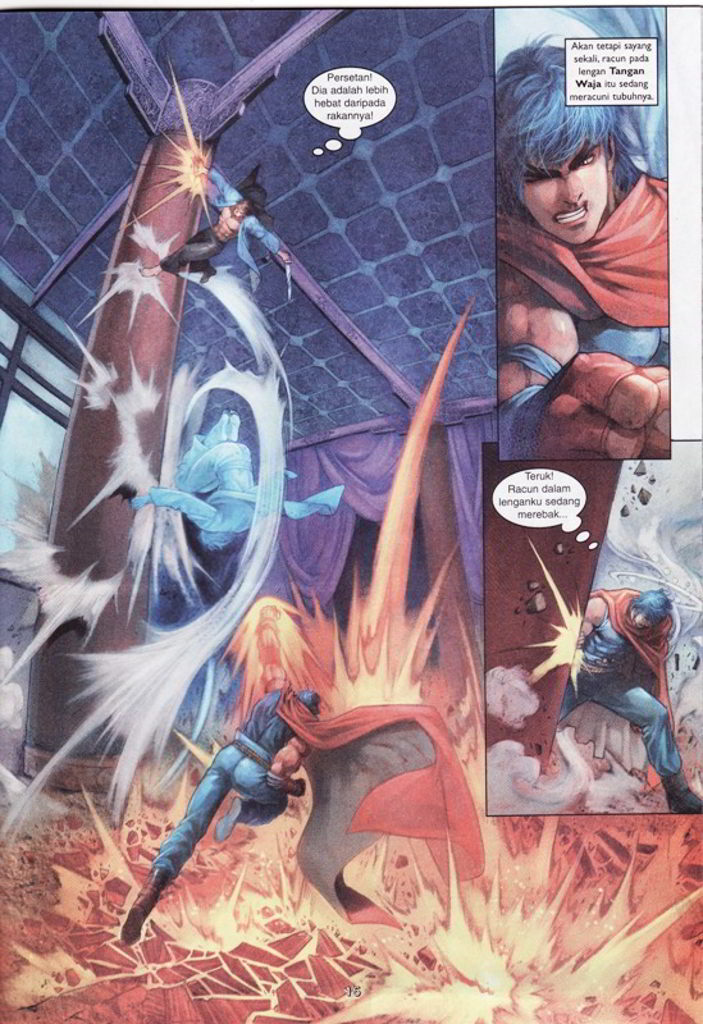 Persetan!
Dia adalah lebih
hebat daripada
rakannya!
Akan tetapi sayang
sekali, racun pada
lengan Tangan
Waja itu sedang
meracuni tubuhnya.
Teruk!
Racun dalam
lenganku sedang
merebak...
16